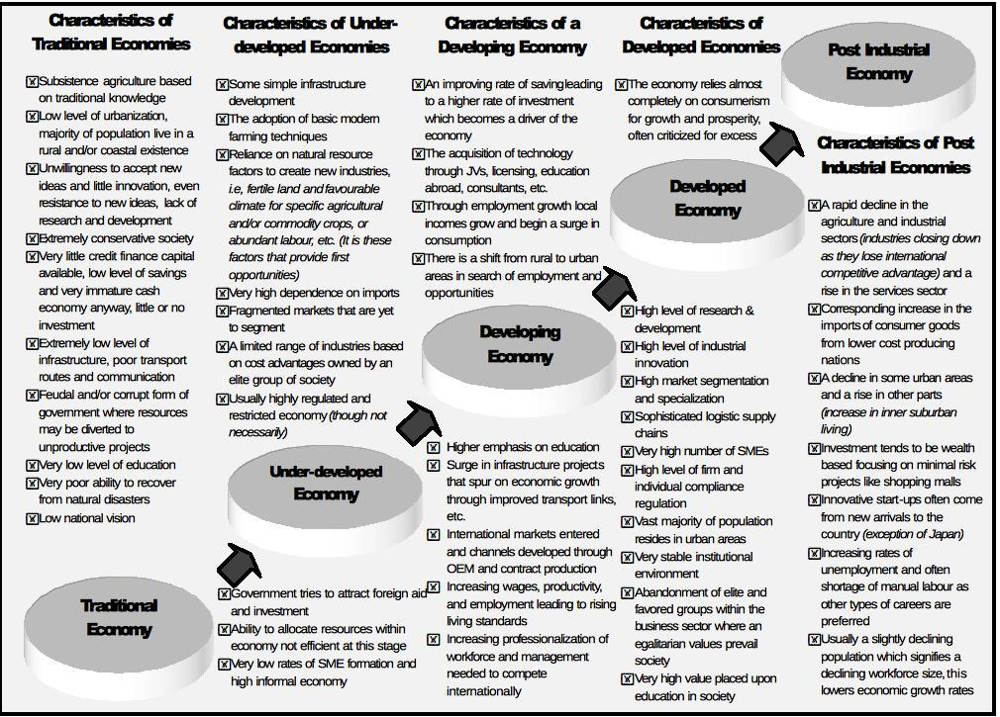 Characteristics of
Traditional Economies
Subsistence agriculture based
on traditional knowledge
Low level of urbanization,
majority of population live in a
rural and/or coastal existence
Unwillingness to accept new
ideas and little innovation, even
resistance to new ideas, lack of
research and development
Extremely conservative society
Very little credit finance capital
available, low level of savings
and very immature cash
economy anyway, little or no
investment
Extremely low level of
infrastructure, poor transport
routes and communication
Feudal and/or corrupt form of
government where resources
may be diverted to
unproductive projects
Very low level of education
Very poor ability to recover
from natural disasters
Low national vision
Traditional
Economy
Characteristics of Under-
developed Economies
Some simple infrastructure
development
The adoption of basic modern
farming techniques
Reliance on natural resource
factors to create new industries,
i.e, fertile land and favourable
climate for specific agricultural
and/or commodity crops, or
abundant labour, etc. (It is these
factors that provide first
opportunities)
Very high dependence on imports
Fragmented markets that are yet
to segment
A limited range of industries based
on cost advantages owned by an
elite group of society
Usually highly regulated and
restricted economy (though not
necessarily)
Under-developed
Economy
Government tries to attract foreign aid
and investment
Ability to allocate resources within
economy not efficient at this stage
Very low rates of SME formation and
high informal economy
Characteristics of a
Developing Economy
An improving rate of saving leading
to a higher rate of investment
which becomes a driver of the
economy
The acquisition of technology
through JVs, licensing, education
abroad, consultants, etc.
Through employment growth local
incomes grow and begin a surge in
consumption
There is a shift from rural to urban
areas in search of employment and
opportunities
Developing
Economy
Higher emphasis on education
Surge in infrastructure projects
that spur on economic growth
through improved transport links,
etc.
International markets entered
and channels developed through
OEM and contract production
Increasing wages, productivity,
and employment leading to rising
living standards
Increasing professionalization of
workforce and management
needed to compete
internationally
Characteristics of
Developed Economies
The economy relies almost
completely on consumerism
for growth and prosperity,
often criticized for excess
Developed
Economy
High level of research &
development
High level of industrial
innovation
High market segmentation
and specialization
Sophisticated logistic supply
chains
Very high number of SMEs
High level of firm and
individual compliance
regulation
Vast majority of population
resides in urban areas
Very stable institutional
environment
Abandonment of elite and
favored groups within the
business sector where an
egalitarian values prevail
society
Very high value placed upon
education in society
Post Industrial
Economy
Characteristics of Post
Industrial Economies
A rapid decline in the
agriculture and industrial
sectors (industries closing down
as they lose international
competitive advantage) and a
rise in the services sector
Corresponding increase in the
imports of consumer goods
from lower cost producing
nations
A decline in some urban areas
and a rise in other parts
(increase in inner suburban
living)
Investment tends to be wealth
based focusing on minimal risk
projects like shopping malls
Innovative start-ups often come
from new arrivals to the
country (exception of Japan)
Increasing rates of
unemployment and often
shortage of manual labour as
other types of careers are
preferred
Usually a slightly declining
population which signifies a
declining workforce size, this
lowers economic growth rates